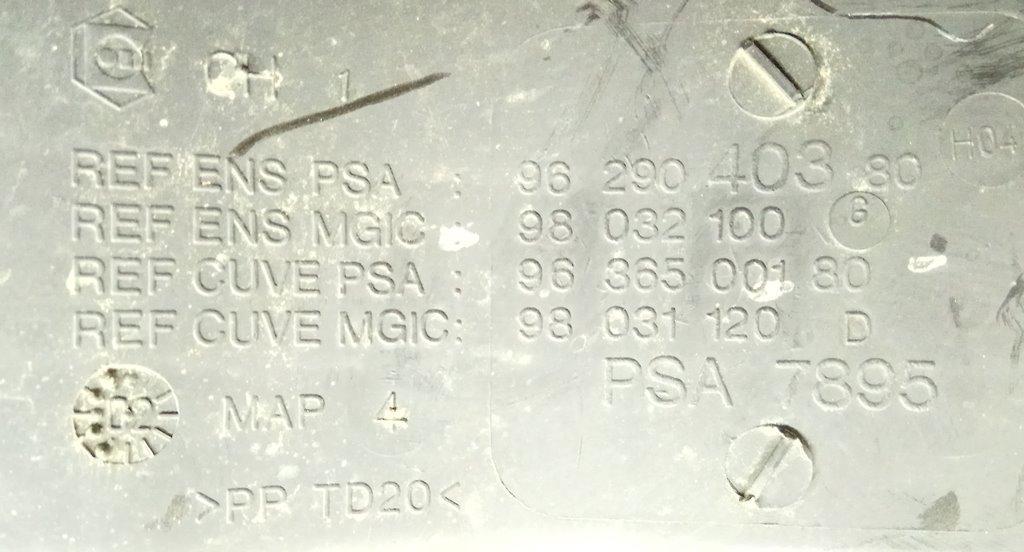 CH 1
H04
REF ENS PSA : 96 290 403 80
REF ENS MGIC : 98 032 100 6
REF CUVE PSA : 96 365 001 80
REF CUVE MGIC: 98 031 120 D
PSA 7895
02 MAP 4
>PP TD20<